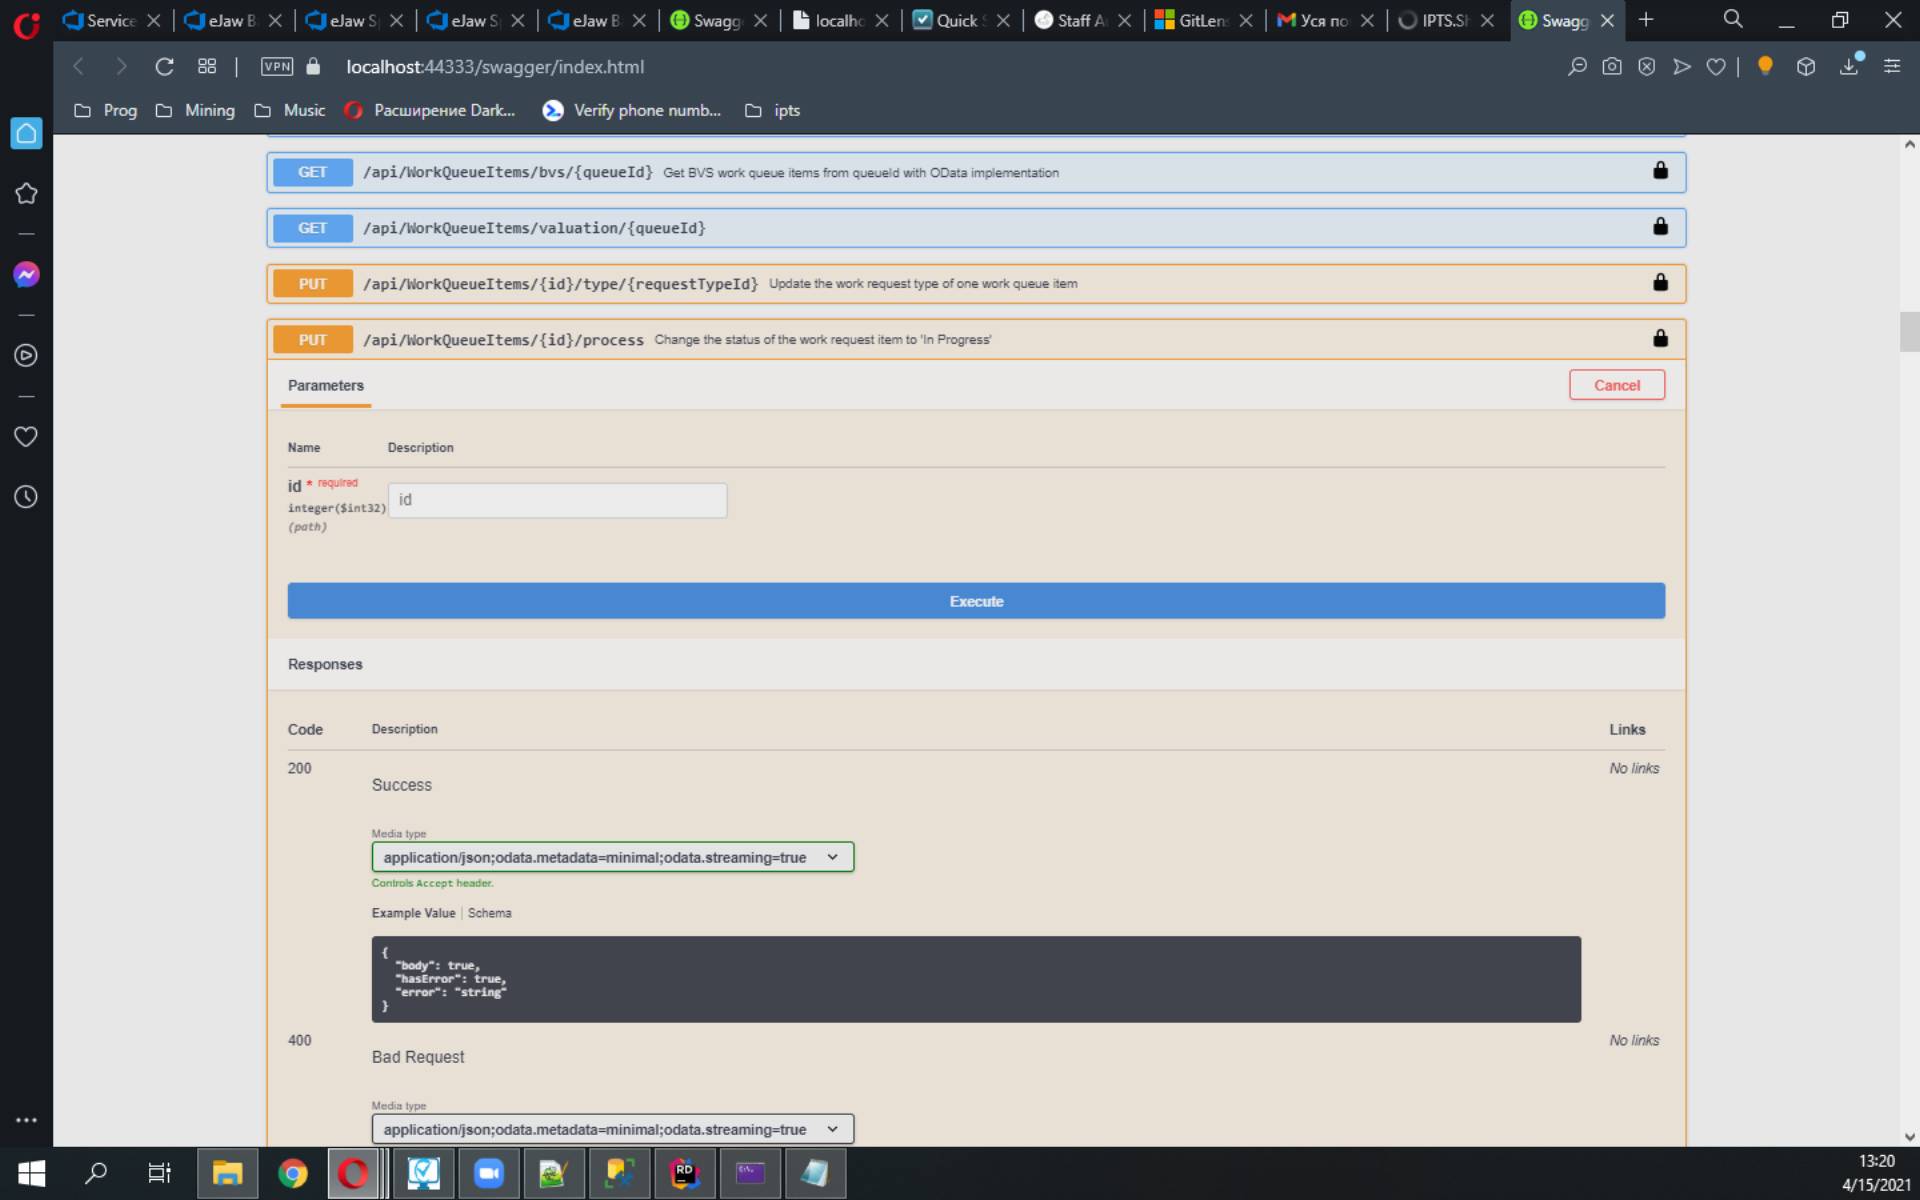 Service
eJaw B
eJaw S
eJaw S
eJaw B
Swagg
localho
Quick S
Staff A
GitLens
Уся по
IPTS.Sh
Swagg
VPN
localhost:44333/swagger/index.html
Prog
Mining
Music
Расширение Dark...
Verify phone numb...
ipts
GET /api/WorkQueueItems/bvs/{queueId} Get BVS work queue items from queueId with OData implementation
GET /api/WorkQueueItems/valuation/{queueId}
PUT /api/WorkQueueItems/{id}/type/{requestTypeId} Update the work request type of one work queue item
PUT /api/WorkQueueItems/{id}/process Change the status of the work request item to 'In Progress'
Parameters
Cancel
Name Description
id * required
integer($int32)
(path)
id
Execute
Responses
Code Description Links
200
Success
No links
Media type
application/json;odata.metadata=minimal;odata.streaming=true
Controls Accept header.
Example Value | Schema
{
"body": true,
"hasError": true,
"error": "string"
}
400
Bad Request
No links
Media type
application/json;odata.metadata=minimal;odata.streaming=true
RD
13:20
4/15/2021